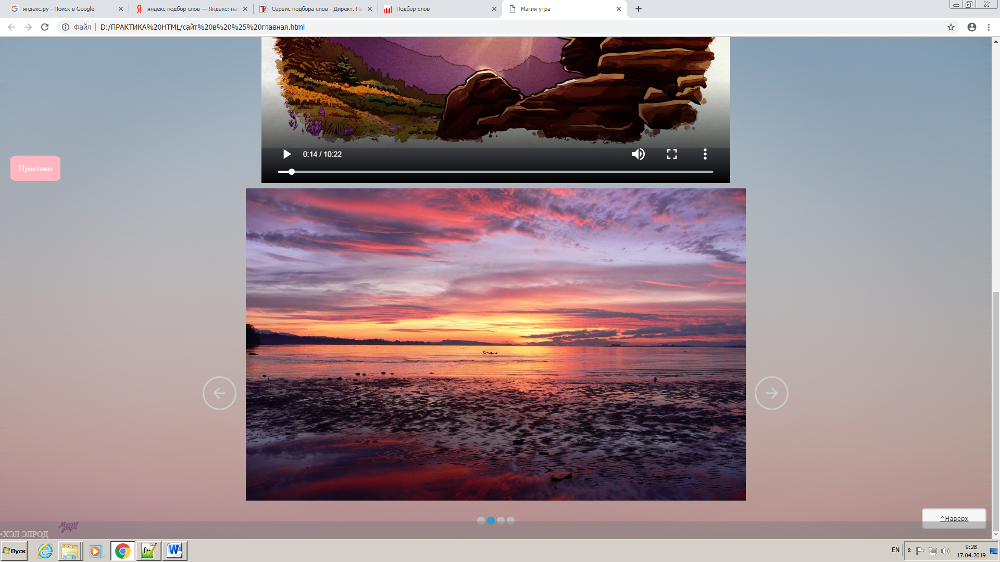 яндекс.ру - Поиск в Google
яндекс подбор слов — Яндекс: на
Сервис подбора слов - Директ. По
Подбор слов
Магия утра
Файл
D:/ПРАКТИКА%20HTML/сайт%20в%20%25%20главная.html
0:14 / 10:22
Практики
^Наверх
Магия
утра
•ХЭЛ ЭЛРОД
Пуск
EN
9:28
17.04.2019